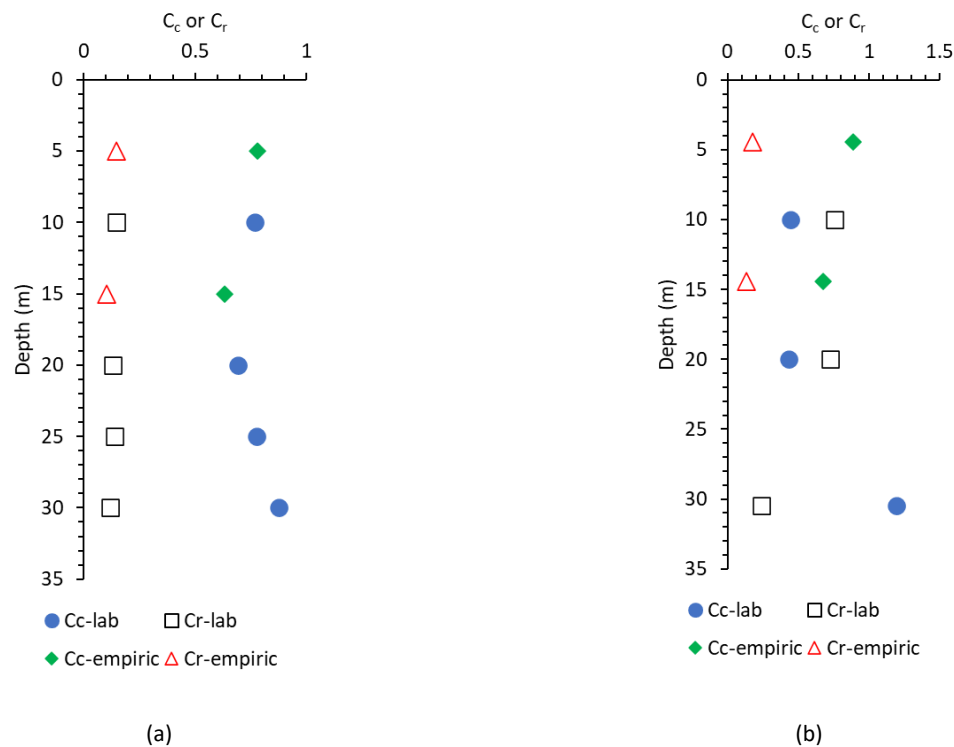 Cc or Cr
0 0.5 1
0
5
10
15
20
25
30
35
Depth (m)
Cc-lab Cr-lab
Cc-empiric Cr-empiric
(a)
Cc or Cr
0 0.5 1 1.5
0
5
10
15
20
25
30
35
Depth (m)
Cc-lab Cr-lab
Cc-empiric Cr-empiric
(b)